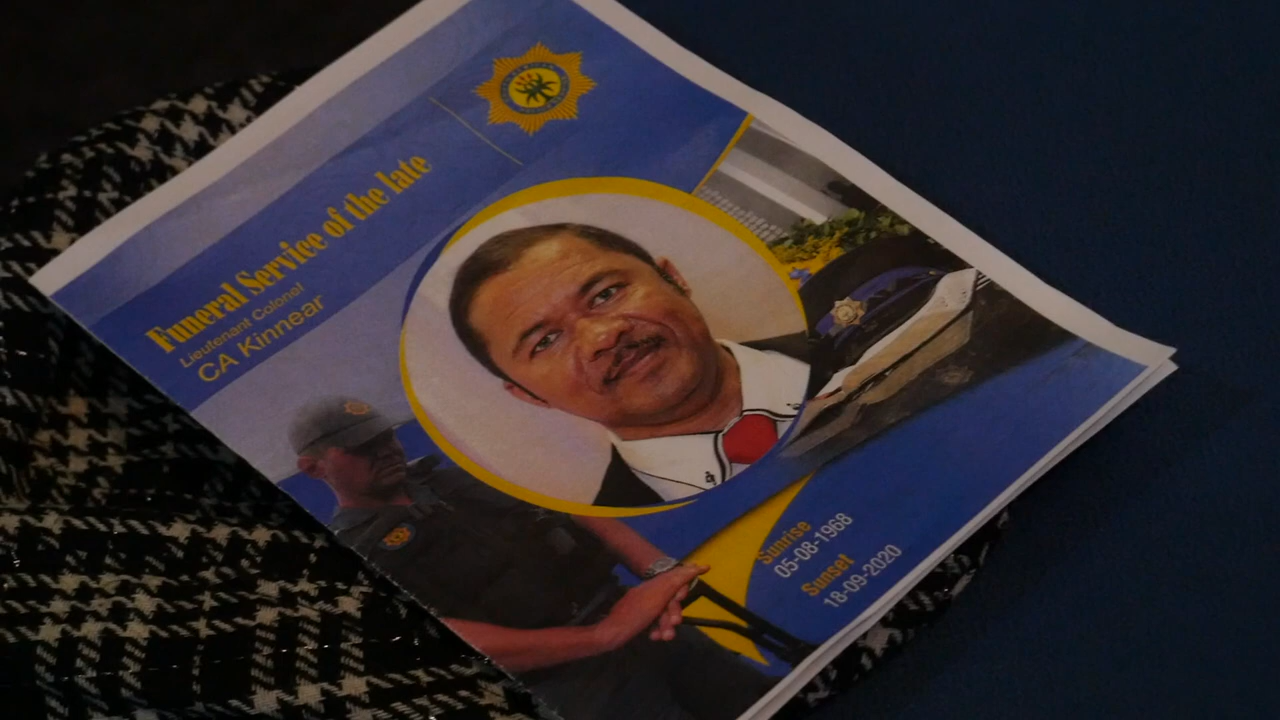 Funeral Service of the late
Lieutenant Colonel
CA Kinnear
Sunrise
05-08-1968
Sunset
18-09-2020